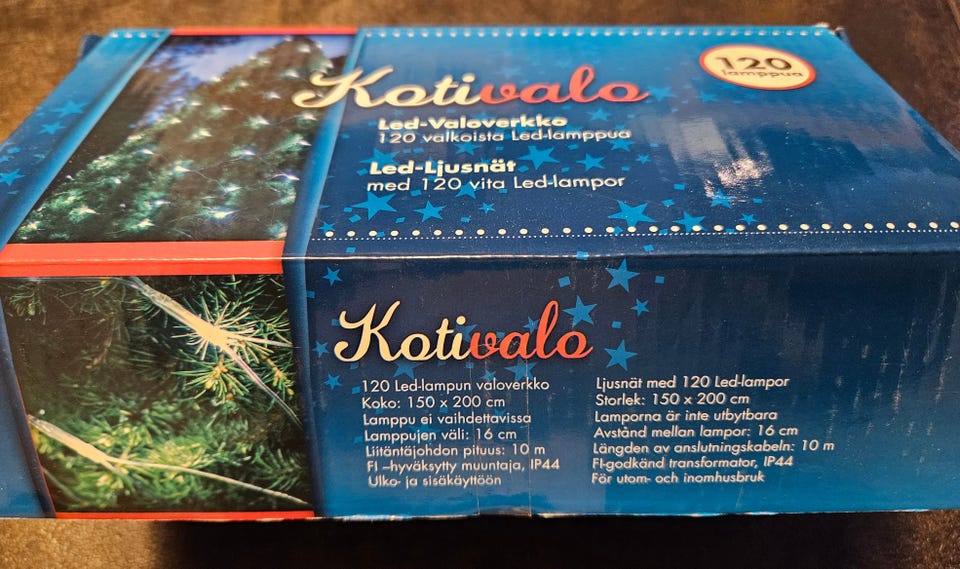 Kotivalo
120
lamppua
Led-Valoverkko
120 valkoista Led-lamppua
Led-Ljusnät
med 120 vita Led-lampor
Kotivalo
120 Led-lampun valoverkko
Koko: 150 x 200 cm
Lamppu ei vaihdettavissa
Lamppujen väli: 16 cm
Liitäntäjohdon pituus: 10 m
FI –hyväksytty muuntaja, IP44
Ulko- ja sisäkäyttöön
Ljusnät med 120 Led-lampor
Storlek: 150 x 200 cm
Lamporna är inte utbytbara
Avstånd mellan lampor: 16 cm
Längden av anslutningskabeln: 10 m
FI-godkänd transformator, IP44
För utom- och inomhusbruk